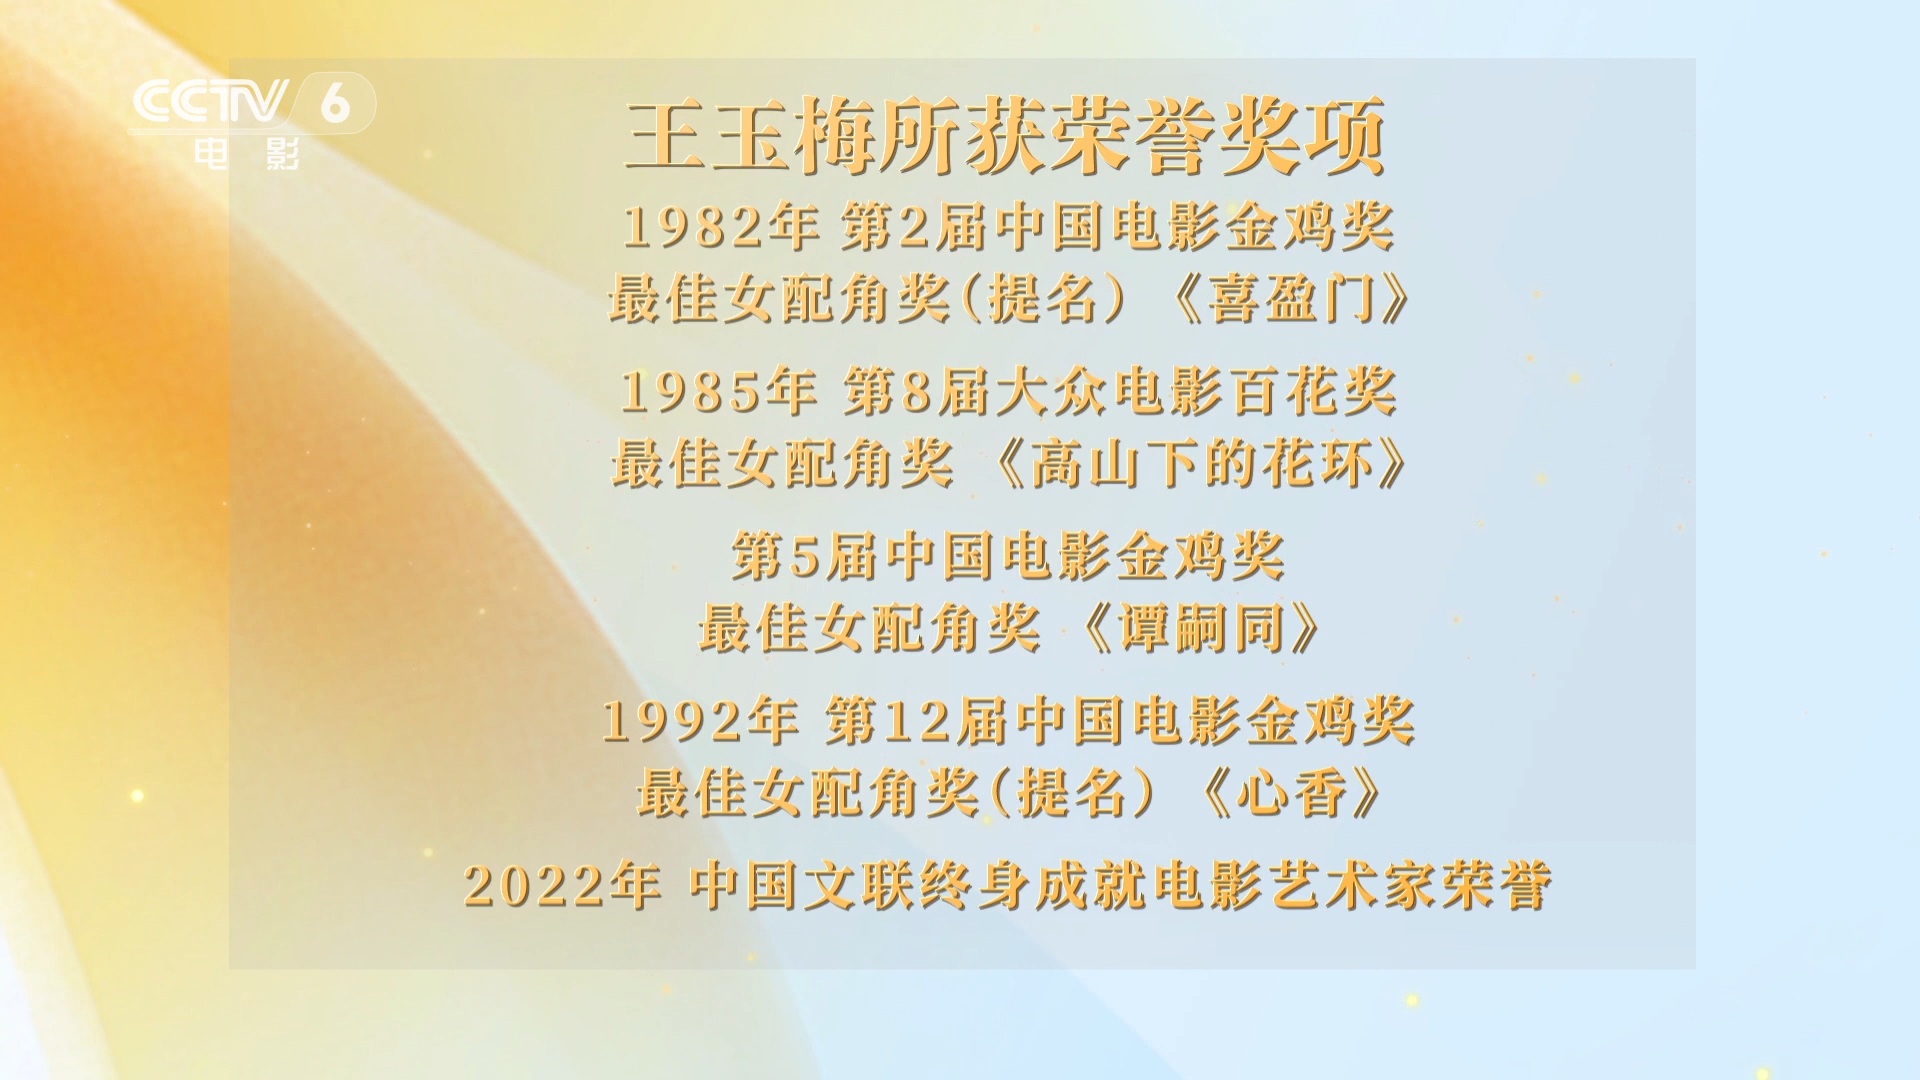 CCTV 6
电影
王玉梅所获荣誉奖项
1982年 第2届中国电影金鸡奖
最佳女配角奖(提名) 《喜盈门》
1985年 第8届大众电影百花奖
最佳女配角奖 《高山下的花环》
第5届中国电影金鸡奖
最佳女配角奖 《谭嗣同》
1992年 第12届中国电影金鸡奖
最佳女配角奖(提名) 《心香》
2022年 中国文联终身成就电影艺术家荣誉